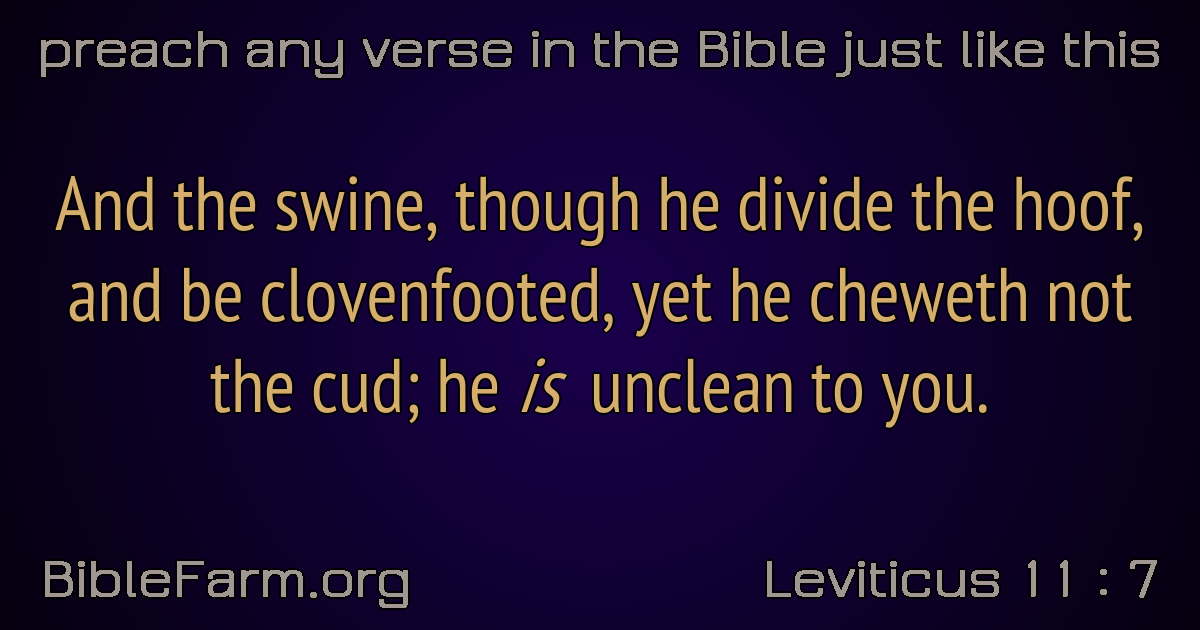 preach any verse in the Bible just like this
And the swine, though he divide the hoof,
and be clovenfooted, yet he cheweth not
the cud; he is unclean to you.
BibleFarm.org
Leviticus 11 : 7